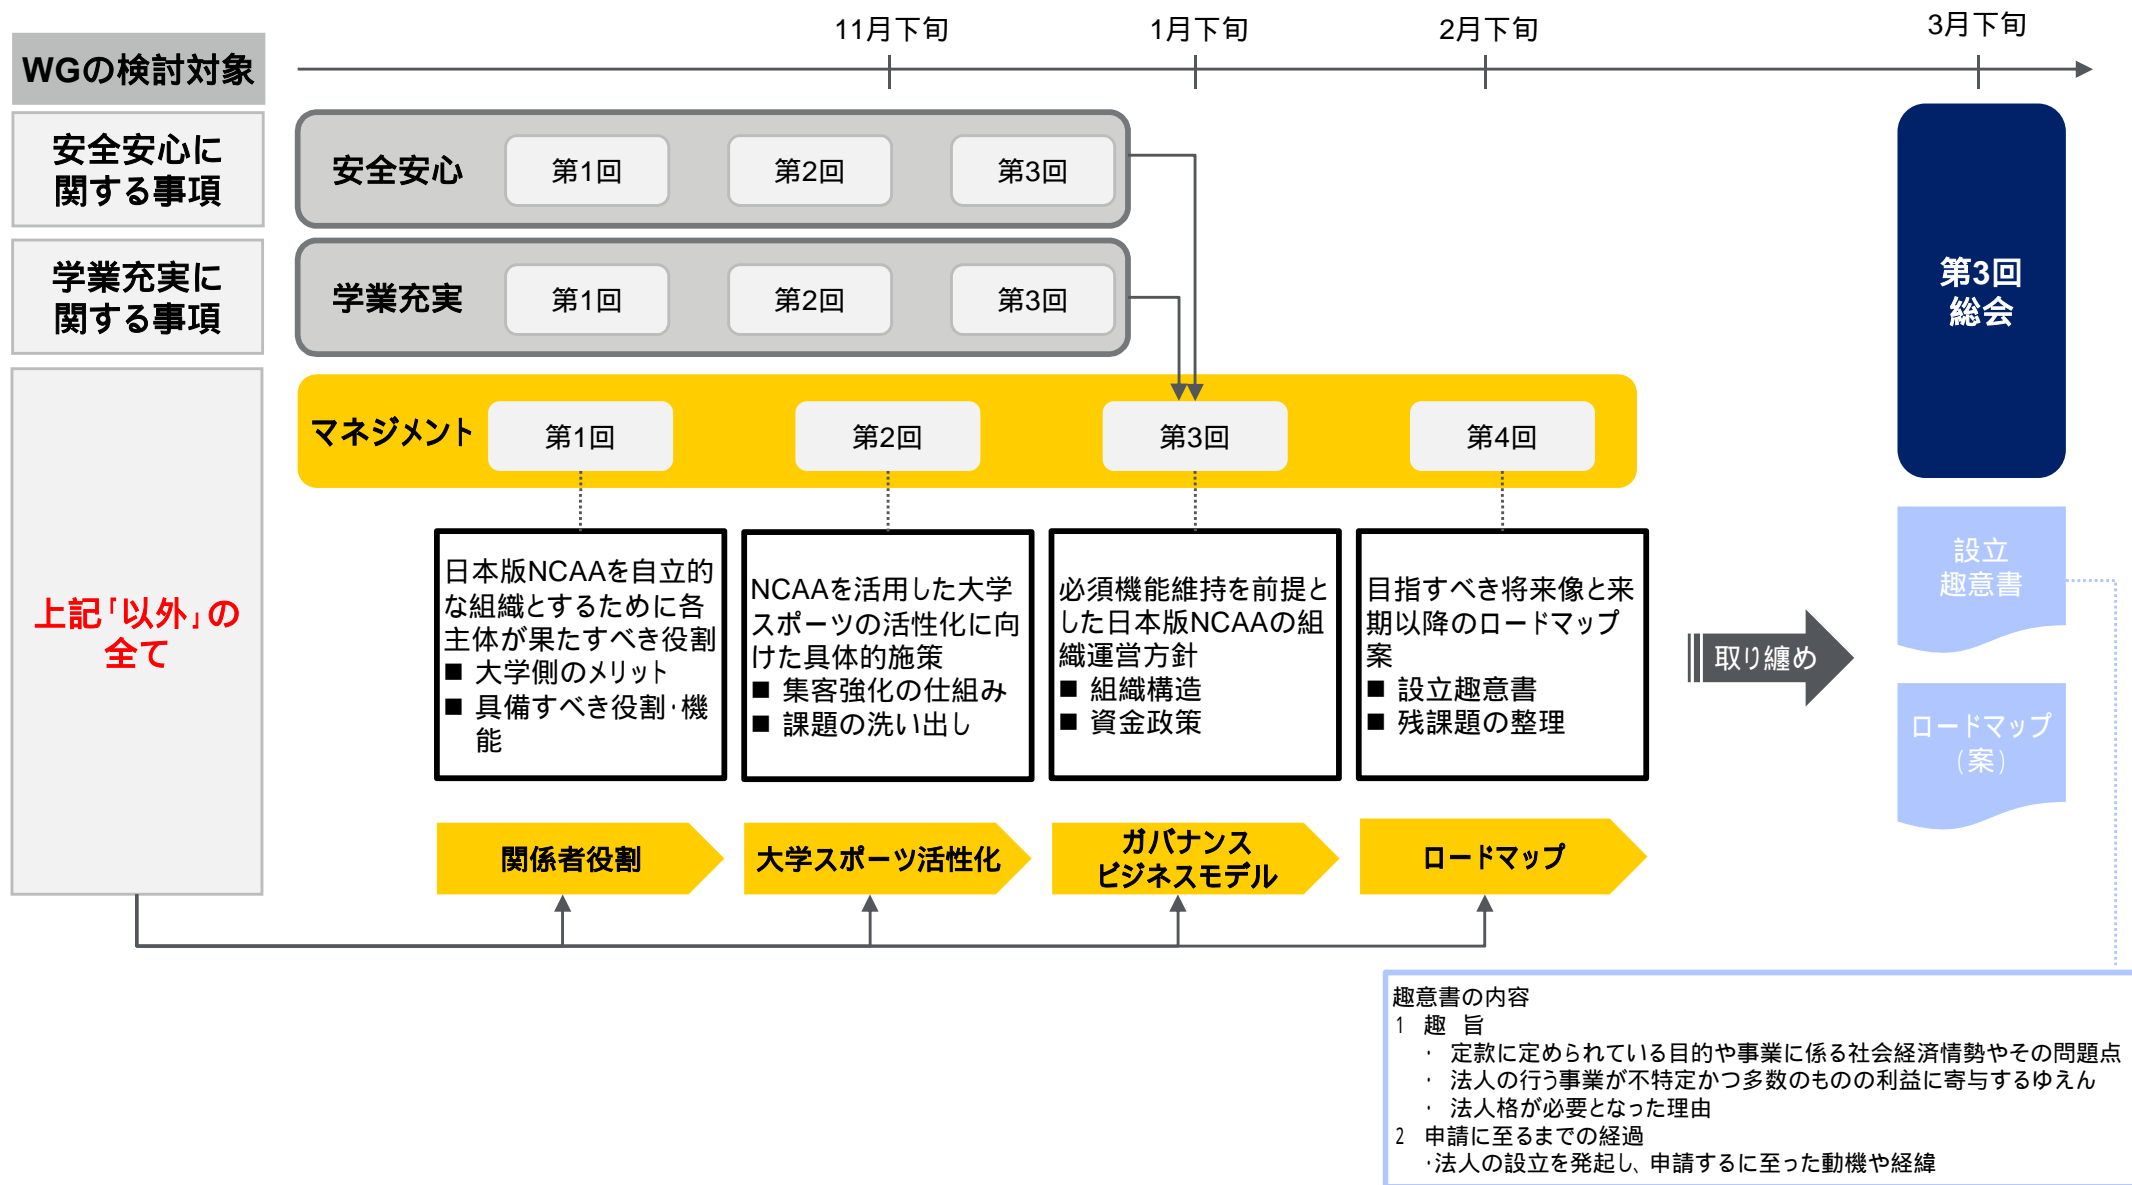 11月下旬
1月下旬
2月下旬
3月下旬
WGの検討対象
安全安心に
関する事項
安全安心
第1回
第2回
第3回
学業充実に
関する事項
学業充実
第1回
第2回
第3回
第3回
総会
上記「以外」の
全て
マネジメント
第1回
第2回
第3回
第4回
日本版NCAAを自立的
な組織とするために各
主体が果たすべき役割
■ 大学側のメリット
■ 具備すべき役割・機
能
NCAAを活用した大学
スポーツの活性化に向
けた具体的施策
■ 集客強化の仕組み
■ 課題の洗い出し
必須機能維持を前提と
した日本版NCAAの組
織運営方針
■ 組織構造
■ 資金政策
目指すべき将来像と来
期以降のロードマップ
案
■ 設立趣意書
■ 残課題の整理
取り纏め
設立
趣意書
ロードマップ
(案)
関係者役割
大学スポーツ活性化
ガバナンス
ビジネスモデル
ロードマップ
趣意書の内容
1 趣 旨
・ 定款に定められている目的や事業に係る社会経済情勢やその問題点
・ 法人の行う事業が不特定かつ多数のものの利益に寄与するゆえん
・ 法人格が必要となった理由
2 申請に至るまでの経過
・法人の設立を発起し、申請するに至った動機や経緯